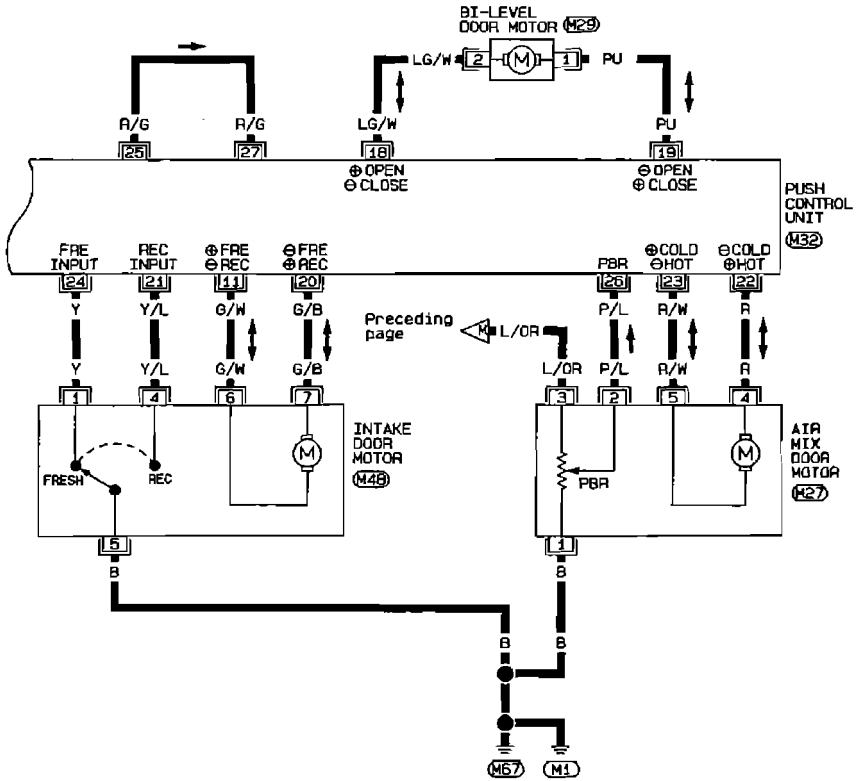 BI-LEVEL
DOOR MOTOR M29
LG/W 2 M 1 PU
R/G R/G LG/W PU
25 27 18 19
⊕ OPEN ⊖ OPEN
⊖ CLOSE ⊕ CLOSE
PUSH
CONTROL
UNIT
M32
FRE REC ⊕ FRE ⊖ FRE ⊕ COLD ⊖ COLD
INPUT INPUT ⊖ REC ⊕ REC PBR ⊖ HOT ⊕ HOT
24 21 11 20 26 23 22
Y Y/L G/W G/B P/L R/W R
Preceding
page
M L/OR
Y Y/L G/W G/B L/OR P/L R/W R
1 4 6 7 3 2 5 4
INTAKE
DOOR
MOTOR
M48
M
FRESH REC
AIR
MIX
DOOR
MOTOR
M27
M
PBR
5 1
B B
B B
M67 M1